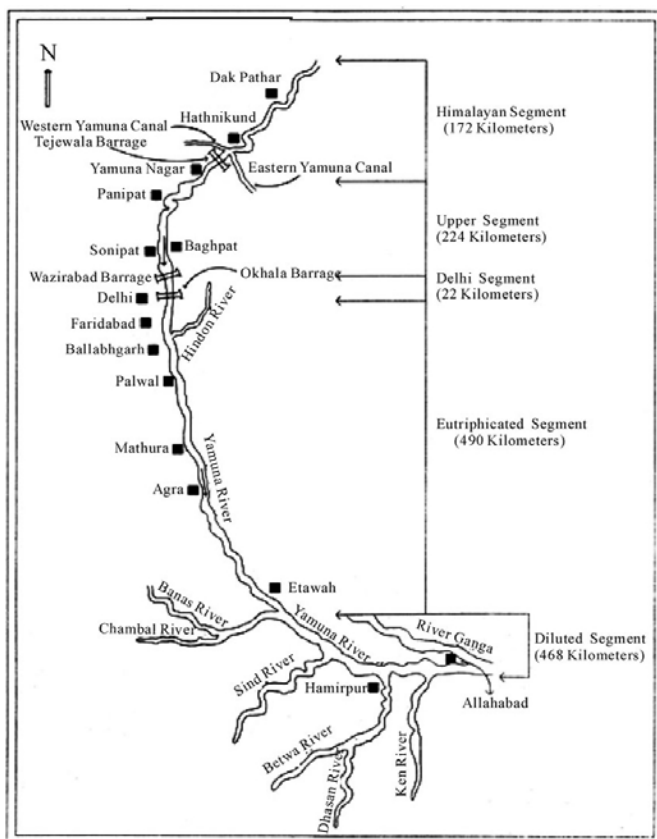 N
Dak Pathar
Hathnikund
Western Yamuna Canal
Tejewala Barrage
Yamuna Nagar
Eastern Yamuna Canal
Panipat
Sonipat
Baghpat
Wazirabad Barrage
Okhala Barrage
Delhi
Faridabad
Hindon River
Ballabhgarh
Palwal
Mathura
Agra
Yamuna River
Etawah
Banas River
Chambal River
Yamuna River
River Ganga
Sind River
Hamirpur
Allahabad
Betwa River
Dhasan River
Ken River
Himalayan Segment
(172 Kilometers)
Upper Segment
(224 Kilometers)
Delhi Segment
(22 Kilometers)
Eutriphicated Segment
(490 Kilometers)
Diluted Segment
(468 Kilometers)